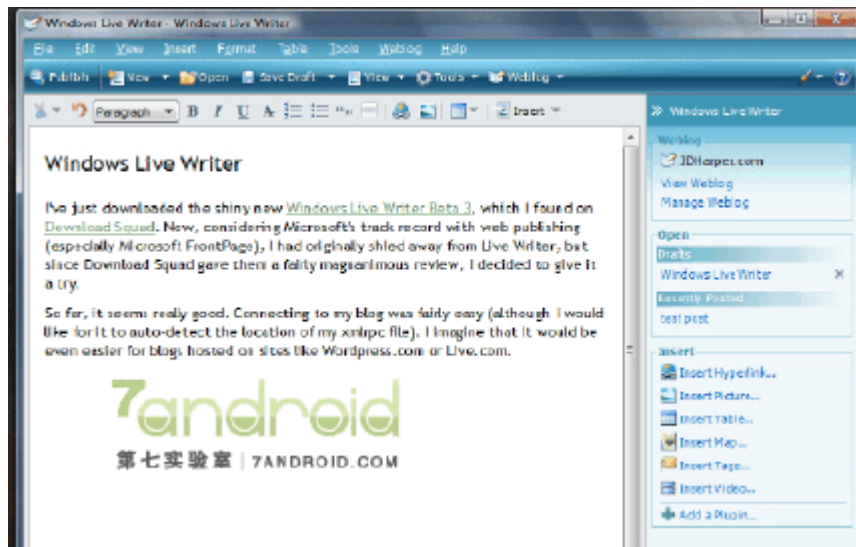 Windows Live Writer - Windows Live Writer
File Edit View Insert Format Table Tools Weblog Help
Publish New Open Save Draft View Tools Weblog
Paragraph B I U A Insert
Windows Live Writer
Windows Live Writer
I've just downloaded the shiny new Windows Live Writer Beta 3, which I found on
Download Squad. Now, considering Microsoft's track record with web publishing
(especially Microsoft FrontPage), I had originally shied away from Live Writer, but
since Download Squad gave them a fairly magnanimous review, I decided to give it
a try.
So far, it seems really good. Connecting to my blog was fairly easy (although I would
like for it to auto-detect the location of my xmlrpc file). I imagine that it would be
even easier for blogs hosted on sites like Wordpress.com or Live.com.
7android
第七实验室 | 7ANDROID.COM
Weblog
JDHarper.com
View Weblog
Manage Weblog
Open
Drafts
Windows Live Writer
Recently Posted
test post
Insert
Insert Hyperlink...
Insert Picture...
Insert Table...
Insert Map...
Insert Tags...
Insert Video...
Add a Plugin...